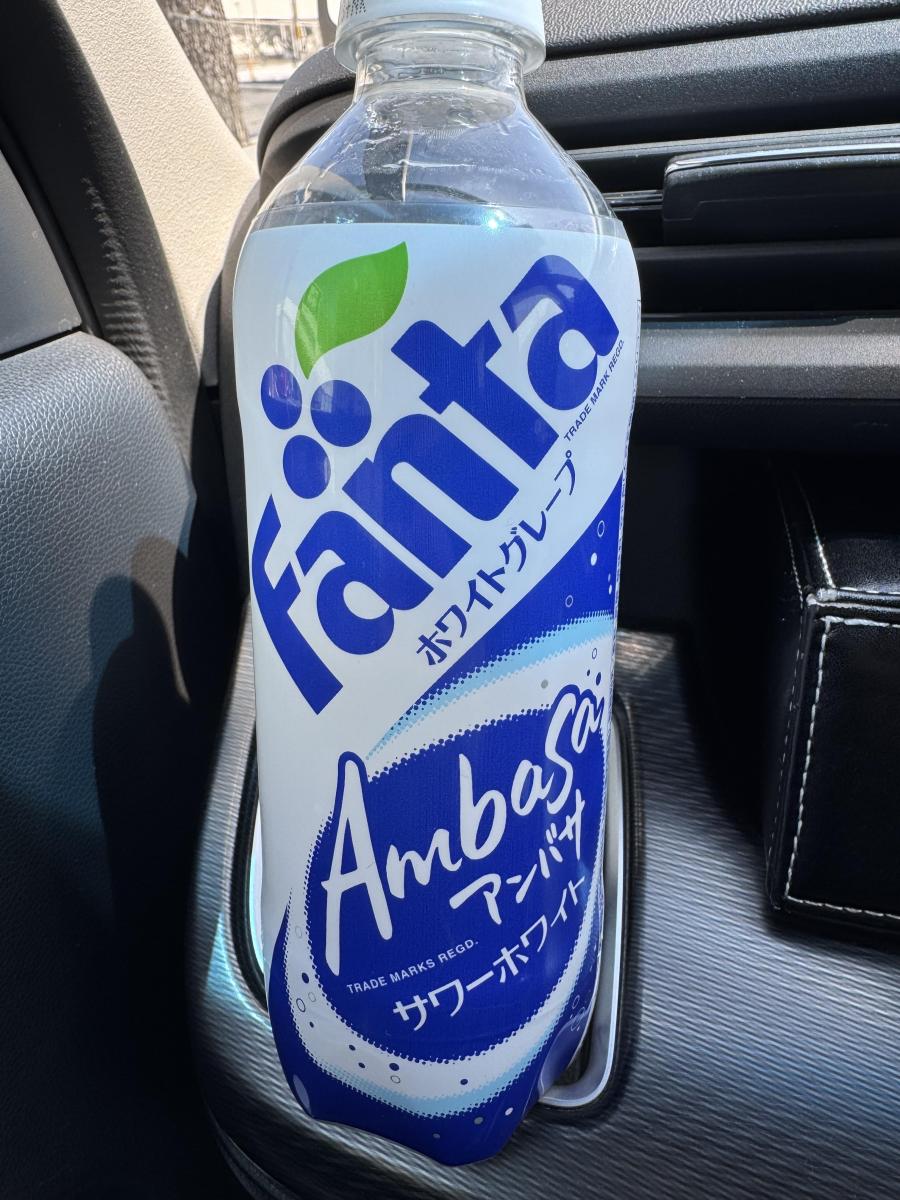 fanta
TRADE MARK REGD.
ホワイトグレープ
Ambasa
アンバサ
TRADE MARKS REGD.
サワーホワイト